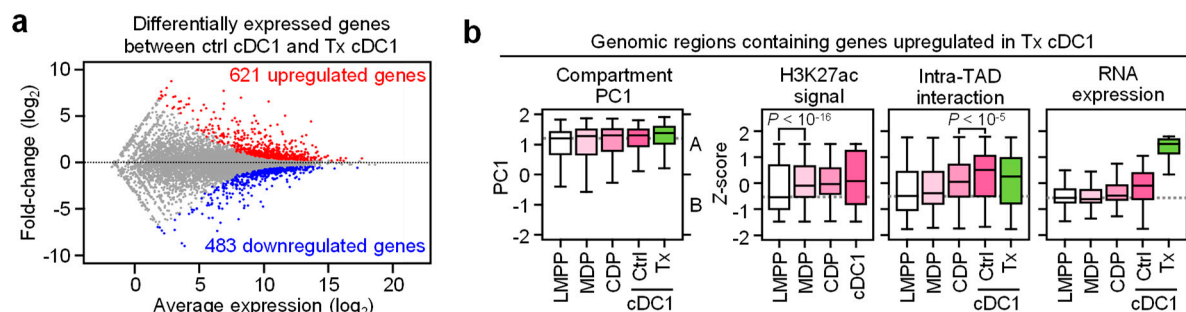 a
Differentially expressed genes
between ctrl cDC1 and Tx cDC1
Fold-change (log2)
10
5
0
-5
-10
621 upregulated genes
483 downregulated genes
0 5 10 15 20
Average expression (log2)
b
Genomic regions containing genes upregulated in Tx cDC1
Compartment
PC1
PC1
2
1
0
-1
-2
A
B
LMPP
MDP
CDP
Ctrl
Tx
cDC1
H3K27ac
signal
P < 10-16
Z-score
2
1
0
-1
-2
LMPP
MDP
CDP
cDC1
Intra-TAD
interaction
P < 10-5
LMPP
MDP
CDP
Ctrl
Tx
cDC1
RNA
expression
LMPP
MDP
CDP
Ctrl
Tx
cDC1